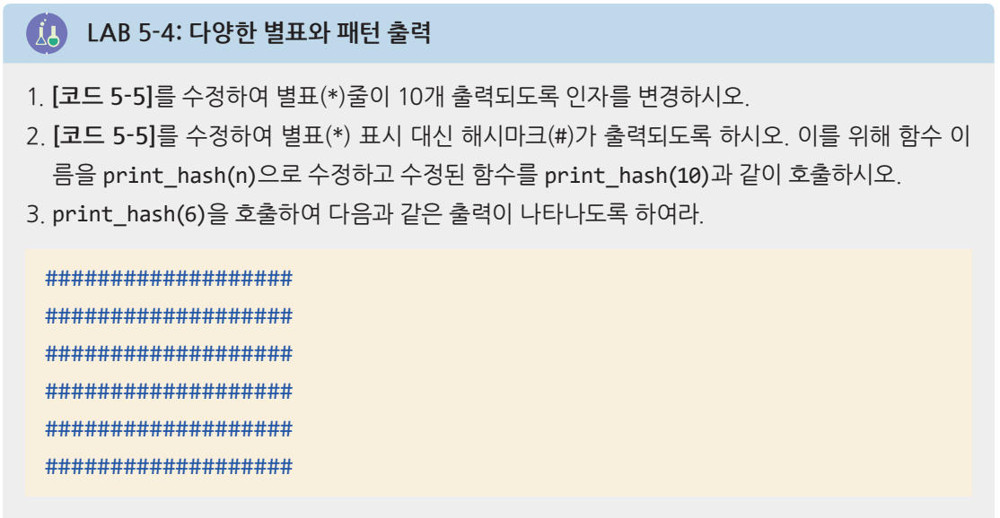 LAB 5-4: 다양한 별표와 패턴 출력
1. [코드 5-5]를 수정하여 별표(*)줄이 10개 출력되도록 인자를 변경하시오.
2. [코드 5-5]를 수정하여 별표(*) 표시 대신 해시마크(#)가 출력되도록 하시오. 이를 위해 함수 이
름을 print_hash(n)으로 수정하고 수정된 함수를 print_hash(10)과 같이 호출하시오.
3. print_hash(6)을 호출하여 다음과 같은 출력이 나타나도록 하여라.
###################
###################
###################
###################
###################
###################